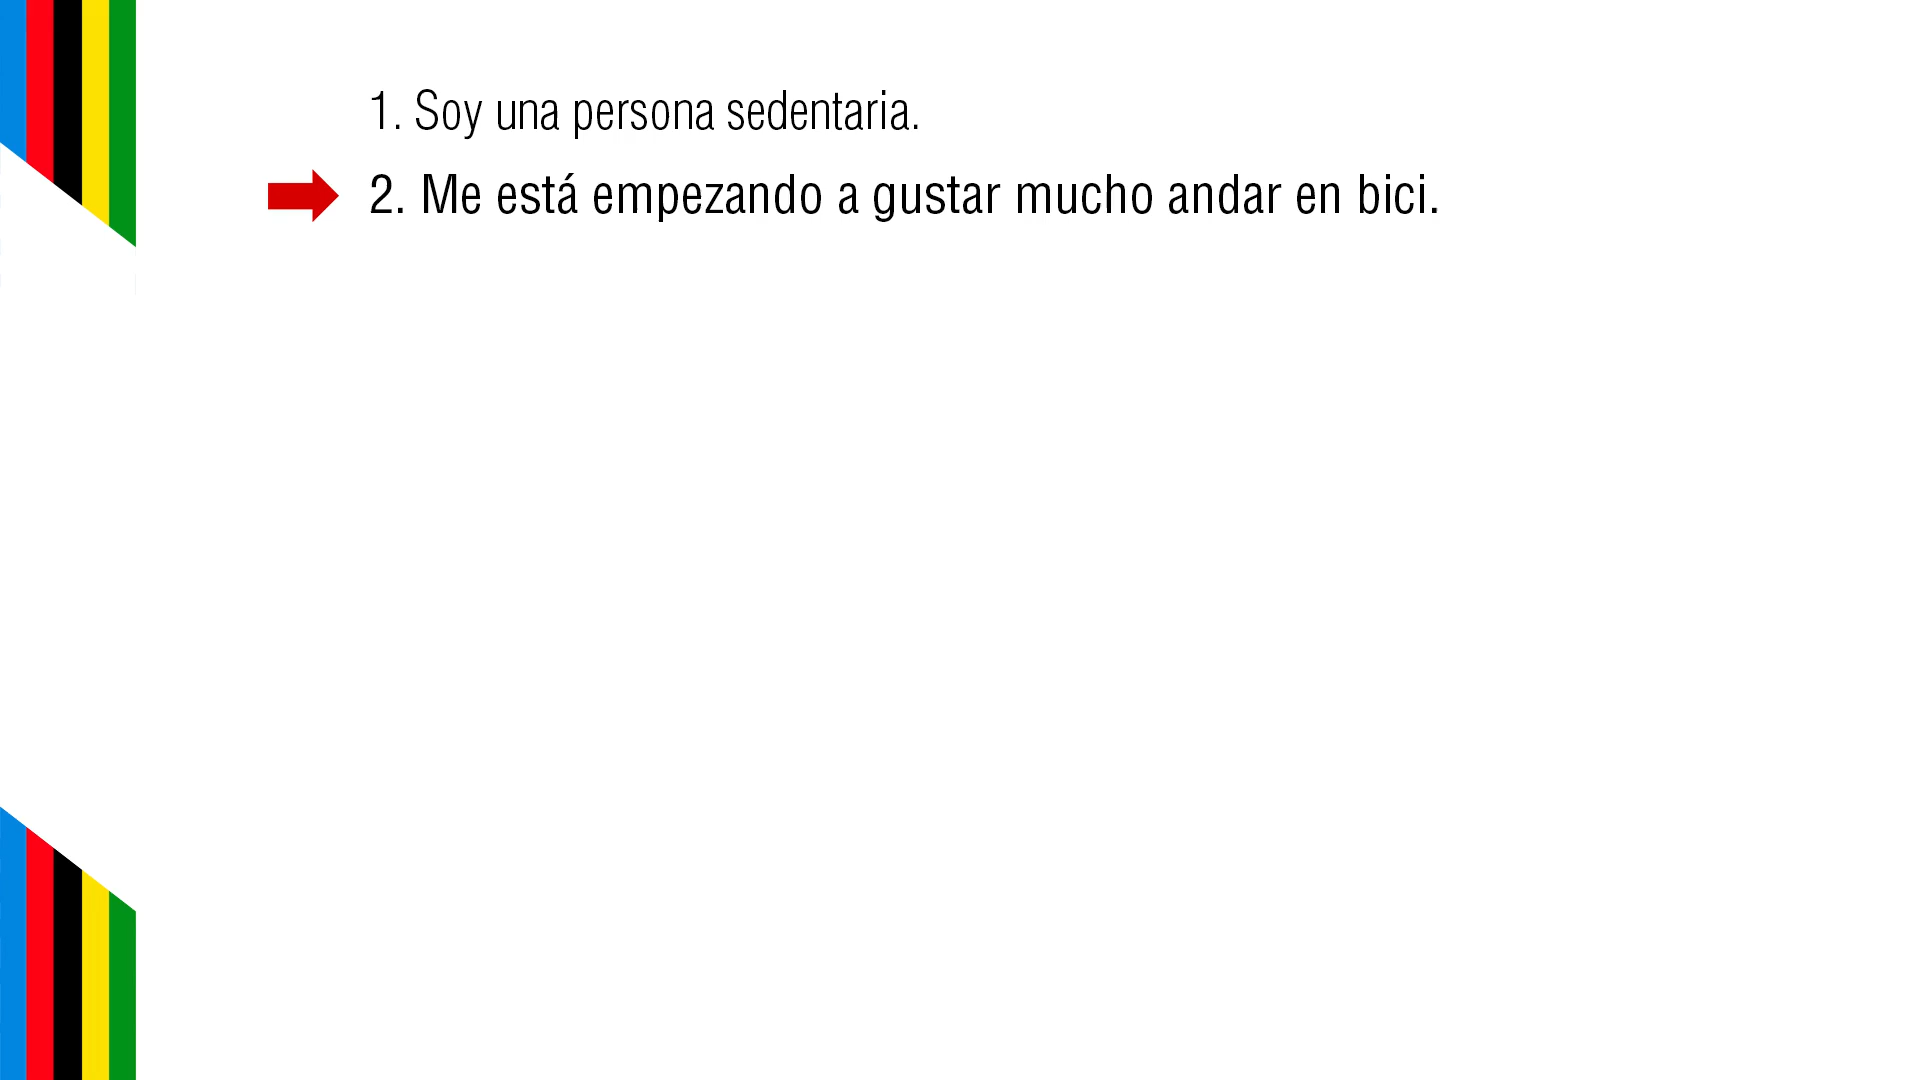 1. Soy una persona sedentaria.
2. Me está empezando a gustar mucho andar en bici.